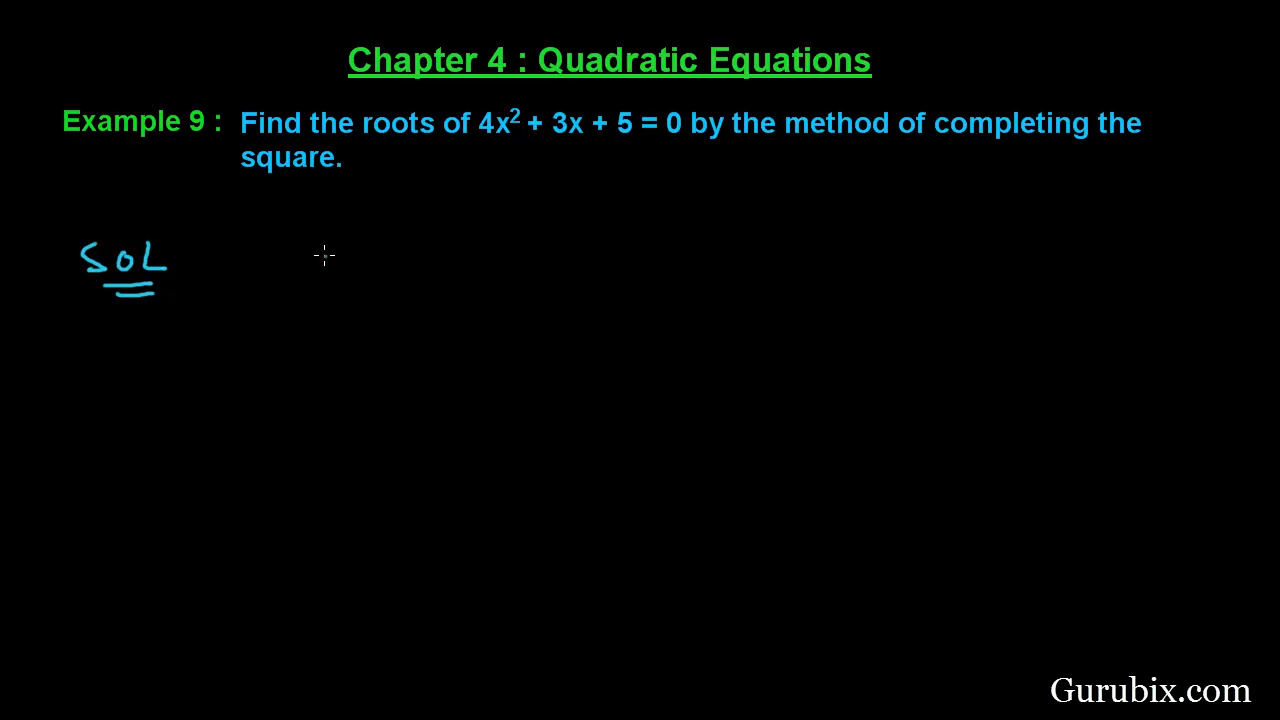 Chapter 4 : Quadratic Equations
Example 9 : Find the roots of 4x² + 3x + 5 = 0 by the method of completing the
square.
SOL
Gurubix.com